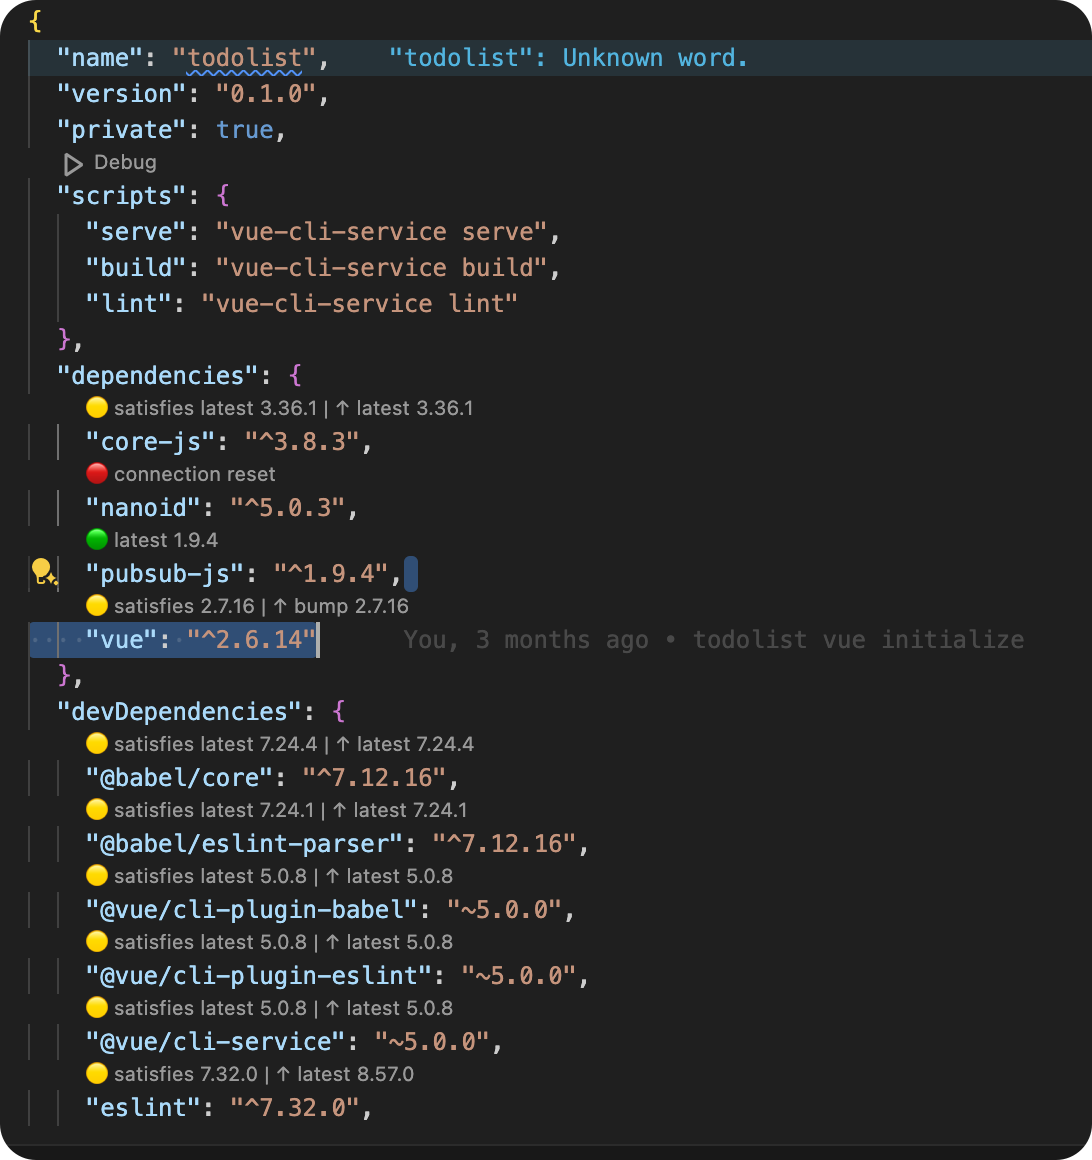 {
"name": "todolist", "todolist": Unknown word.
"version": "0.1.0",
"private": true,
Debug
"scripts": {
"serve": "vue-cli-service serve",
"build": "vue-cli-service build",
"lint": "vue-cli-service lint"
},
"dependencies": {
satisfies latest 3.36.1 | ↑ latest 3.36.1
"core-js": "^3.8.3",
connection reset
"nanoid": "^5.0.3",
latest 1.9.4
"pubsub-js": "^1.9.4",
satisfies 2.7.16 | ↑ bump 2.7.16
"vue": "^2.6.14" You, 3 months ago • todolist vue initialize
},
"devDependencies": {
satisfies latest 7.24.4 | ↑ latest 7.24.4
"@babel/core": "^7.12.16",
satisfies latest 7.24.1 | ↑ latest 7.24.1
"@babel/eslint-parser": "^7.12.16",
satisfies latest 5.0.8 | ↑ latest 5.0.8
"@vue/cli-plugin-babel": "~5.0.0",
satisfies latest 5.0.8 | ↑ latest 5.0.8
"@vue/cli-plugin-eslint": "~5.0.0",
satisfies latest 5.0.8 | ↑ latest 5.0.8
"@vue/cli-service": "~5.0.0",
satisfies 7.32.0 | ↑ latest 8.57.0
"eslint": "^7.32.0",